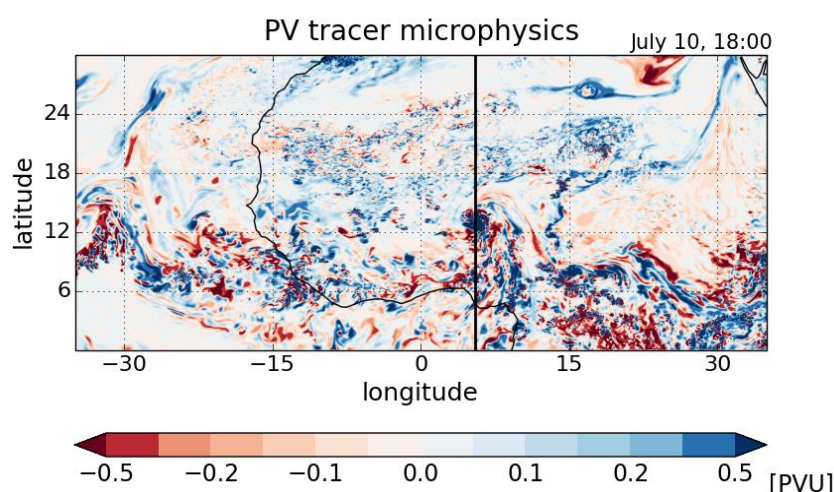 PV tracer microphysics
July 10, 18:00
24
18
12
6
latitude
−30 −15 0 15 30
longitude
−0.5 −0.2 −0.1 0.0 0.1 0.2 0.5
[PVU]